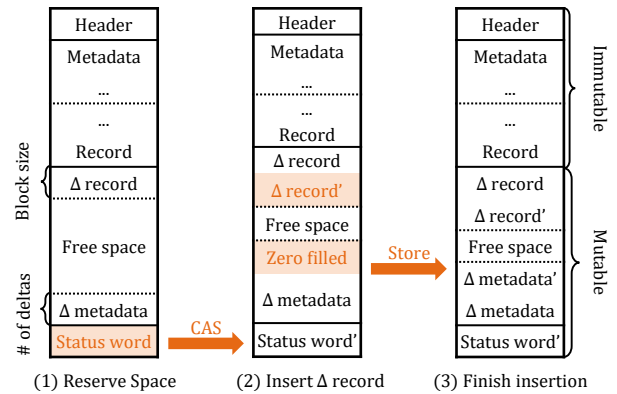 Header
Metadata
...
...
Record
Δ record
Free space
Δ metadata
Status word
Block size
# of deltas
(1) Reserve Space
CAS
Header
Metadata
...
...
Record
Δ record
Δ record'
Free space
Zero filled
Δ metadata
Status word'
(2) Insert Δ record
Store
Header
Metadata
...
...
Record
Δ record
Δ record'
Free space
Δ metadata'
Δ metadata
Status word'
(3) Finish insertion
Immutable
Mutable